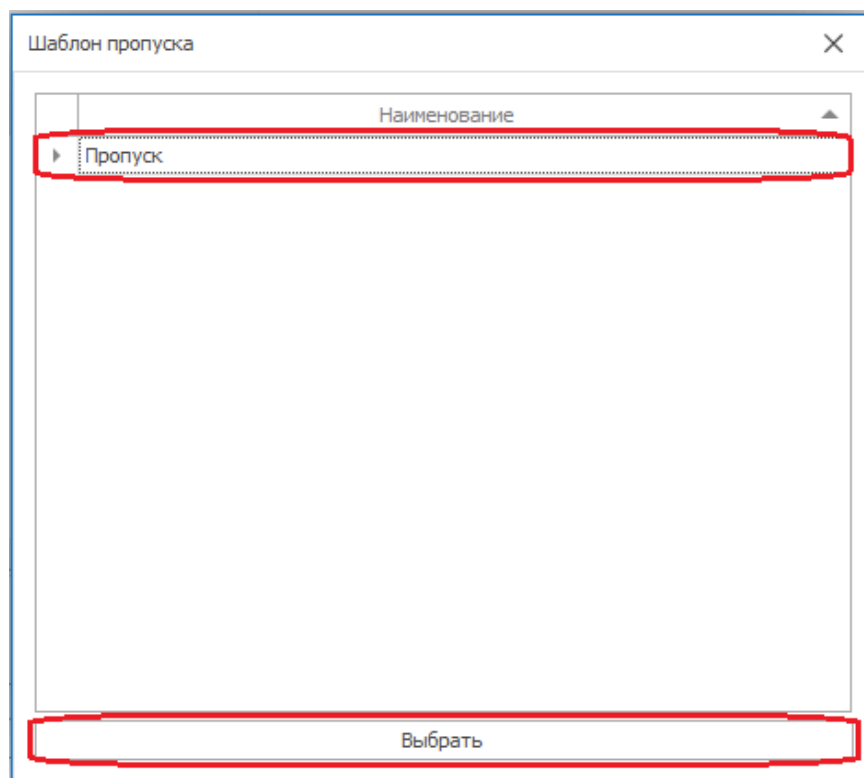 Шаблон пропуска
Наименование
Пропуск
Выбрать